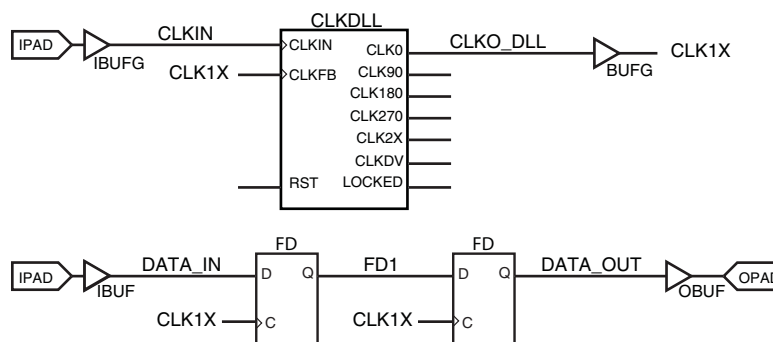 CLKDLL
IPAD
IBUFG
CLKIN
CLKIN
CLK1X
CLKFB
RST
CLK0
CLK90
CLK180
CLK270
CLK2X
CLKDV
LOCKED
CLKO_DLL
BUFG
CLK1X
IPAD
IBUF
DATA_IN
FD
D
Q
C
CLK1X
FD1
FD
D
Q
C
CLK1X
DATA_OUT
OBUF
OPAD